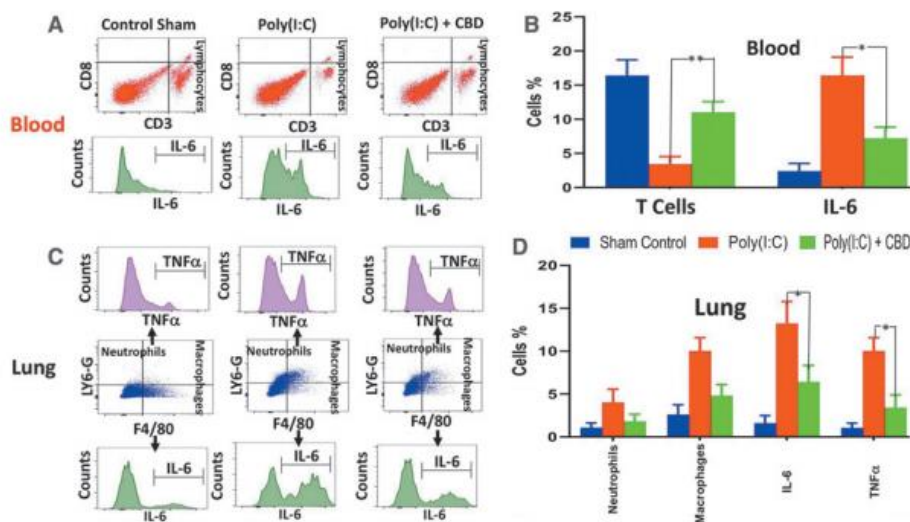 A
Control Sham
Poly(I:C)
Poly(I:C) + CBD
CD8
Lymphocytes
CD8
Lymphocytes
CD8
Lymphocytes
Blood
CD3
CD3
CD3
Counts
IL-6
Counts
IL-6
Counts
IL-6
IL-6
IL-6
IL-6
B
Blood
Cells %
20
15
10
5
0
**
*
T Cells
IL-6
C
Counts
TNFα
Counts
TNFα
Counts
TNFα
TNFα
TNFα
TNFα
Lung
LY6-G
Neutrophils
Macrophages
LY6-G
Neutrophils
Macrophages
LY6-G
Neutrophils
Macrophages
F4/80
F4/80
F4/80
Counts
IL-6
Counts
IL-6
Counts
IL-6
IL-6
IL-6
IL-6
D
Sham Control
Poly(I:C)
Poly(I:C) + CBD
Lung
Cells %
20
15
10
5
0
*
*
Neutrophils
Macrophages
IL-6
TNFα